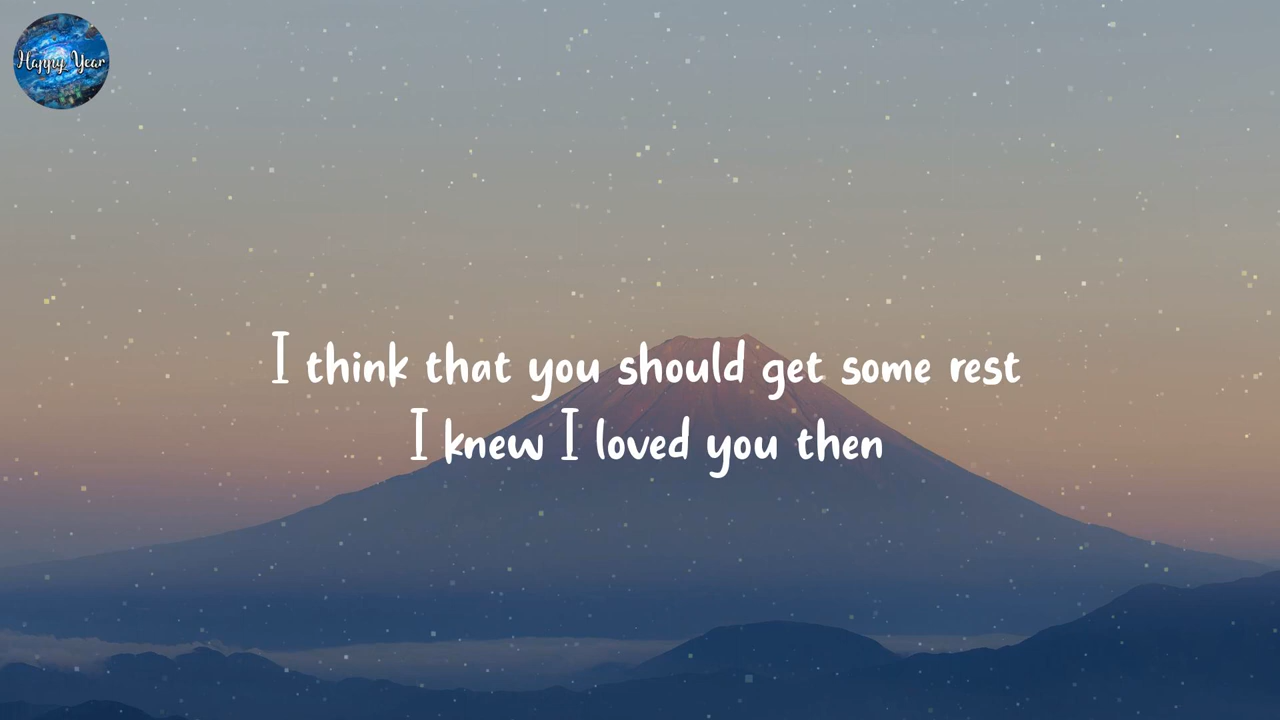 Happy Year
I think that you should get some rest
I knew I loved you then